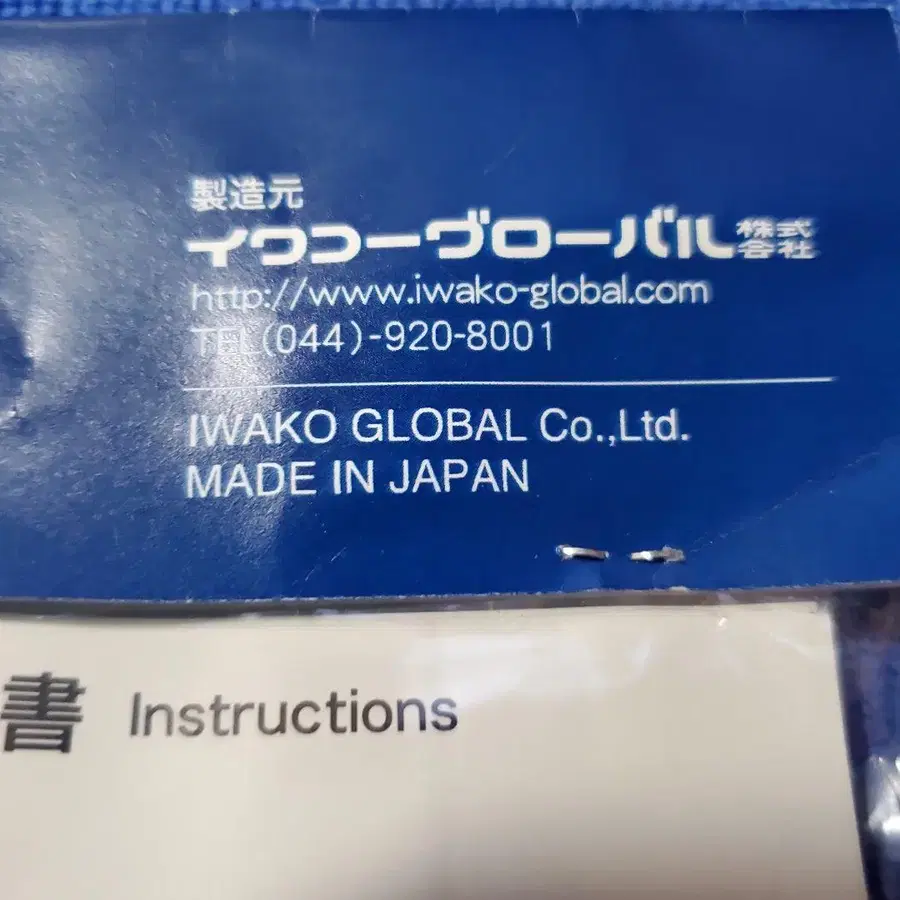 製造元
イワコーグローバル株式会社
http://www.iwako-global.com
TEL(044)-920-8001
IWAKO GLOBAL Co.,Ltd.
MADE IN JAPAN
書 Instructions